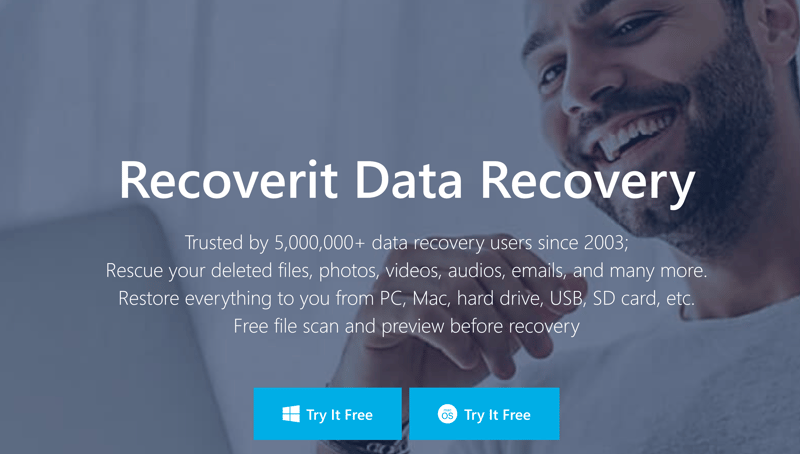 Recoverit Data Recovery
Trusted by 5,000,000+ data recovery users since 2003;
Rescue your deleted files, photos, videos, audios, emails, and many more.
Restore everything to you from PC, Mac, hard drive, USB, SD card, etc.
Free file scan and preview before recovery
Try It Free
OS Try It Free